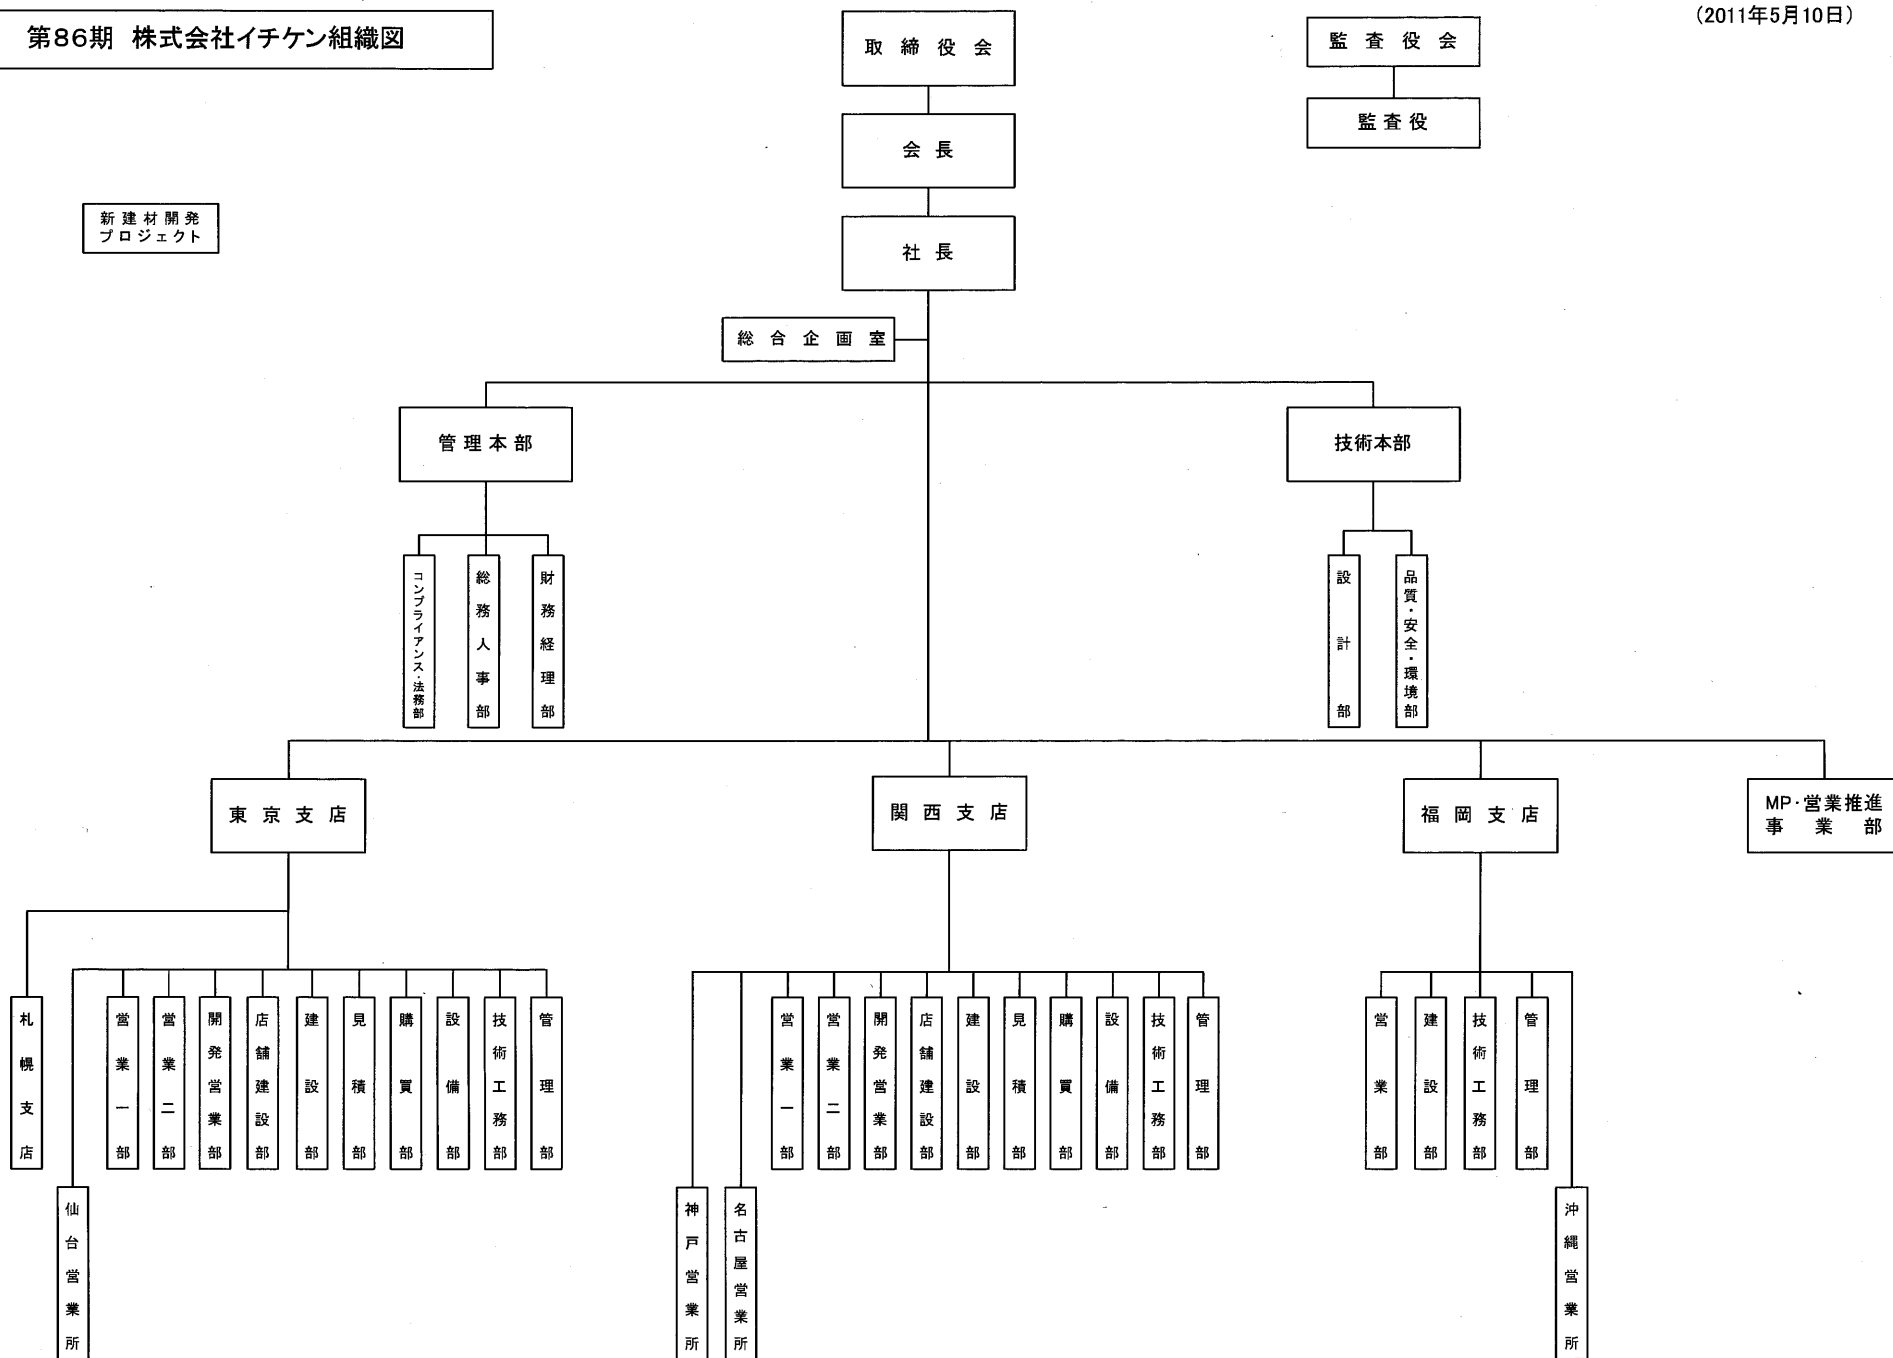 第86期 株式会社イチケン組織図
(2011年5月10日)
取締役会
監査役会
会長
監査役
新建材開発
プロジェクト
社長
総合企画室
管理本部
技術本部
コンプライアンス・法務部
総務人事部
財務経理部
設計部
品質・安全・環境部
東京支店
関西支店
福岡支店
MP・営業推進
事業部
札幌支店
仙台営業所
営業一部
営業二部
開発営業部
店舗建設部
建設部
見積部
購買部
設備部
技術工務部
管理部
神戸営業所
名古屋営業所
営業一部
営業二部
開発営業部
店舗建設部
建設部
見積部
購買部
設備部
技術工務部
管理部
営業部
建設部
技術工務部
管理部
沖縄営業所